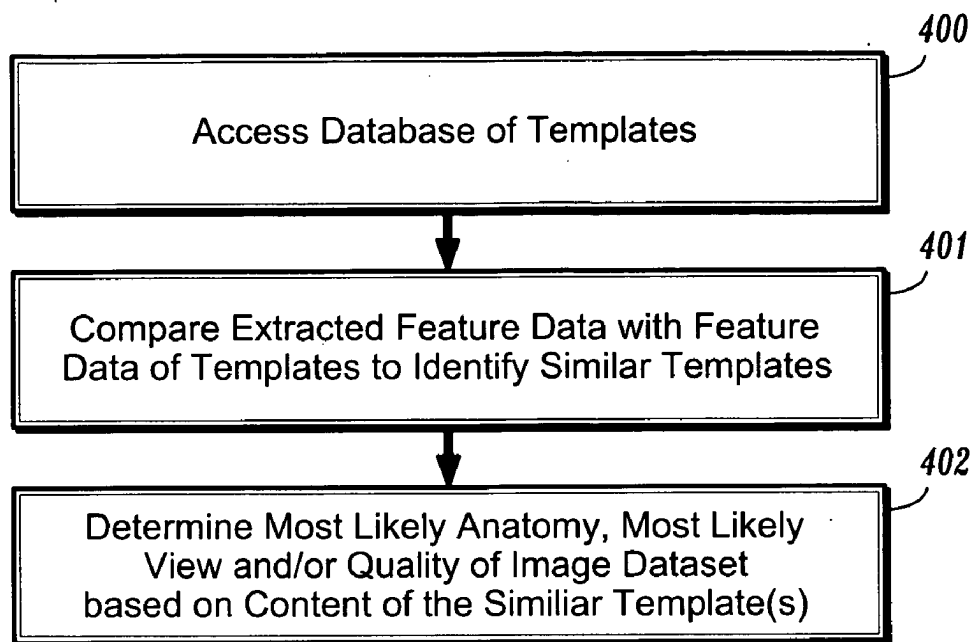 400
Access Database of Templates
401
Compare Extracted Feature Data with Feature
Data of Templates to Identify Similar Templates
402
Determine Most Likely Anatomy, Most Likely
View and/or Quality of Image Dataset
based on Content of the Similiar Template(s)